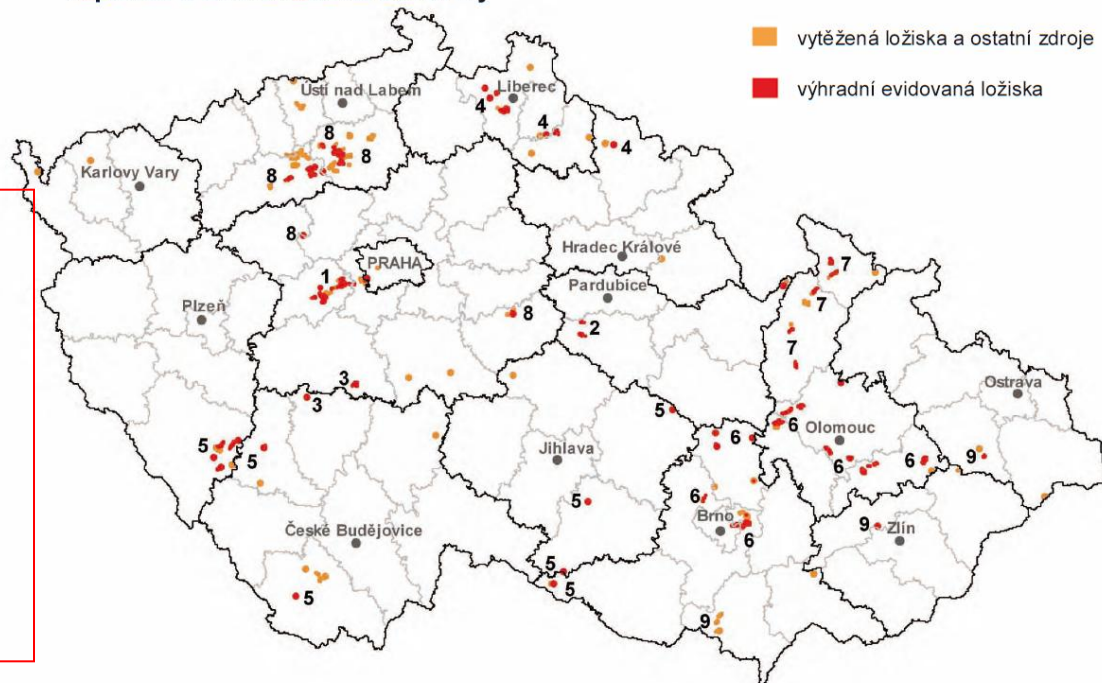 vytěžená ložiska a ostatní zdroje
výhradní evidovaná ložiska
Liberec
4
Ústí nad Labem
4
4
8
8
Karlovy Vary
8
8
Hradec Králové
PRAHA
7
1
Pardubice
7
Plzeň
8
2
7
3
3
Ostrava
5
6
Olomouc
5
5
Jihlava
6
6
6
9
5
6
Brno
9
Zlín
České Budějovice
6
5
5
5
9